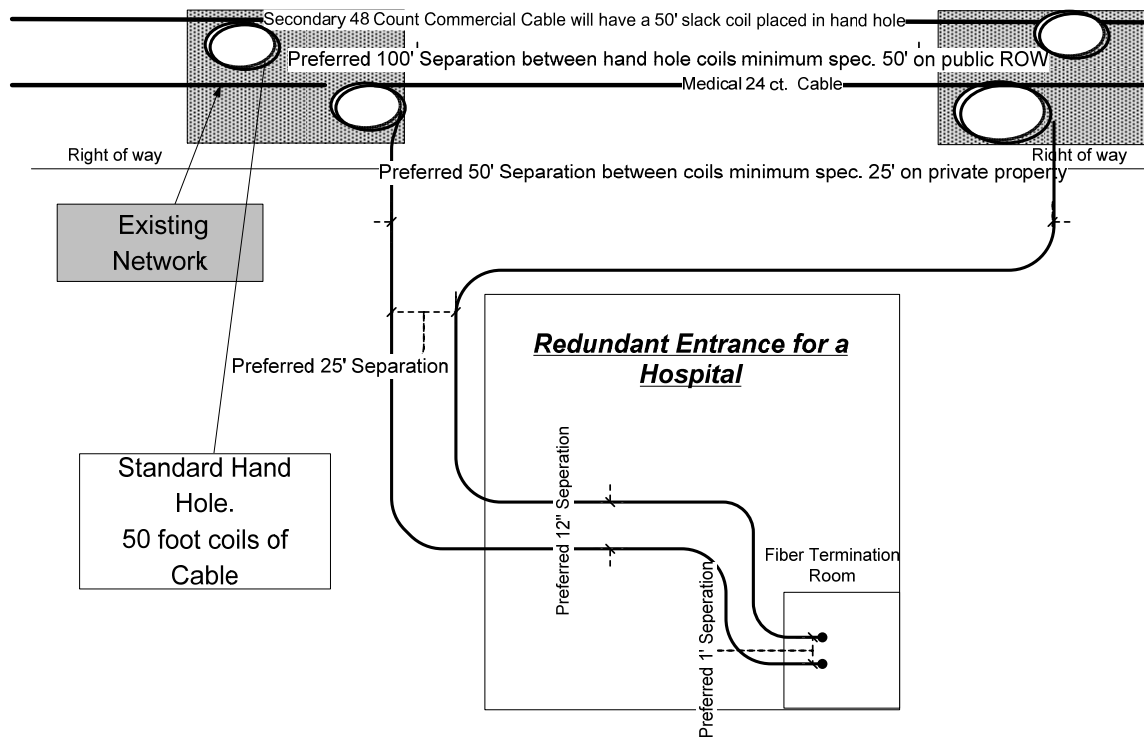 Secondary 48 Count Commercial Cable will have a 50' slack coil placed in hand hole
Preferred 100' Separation between hand hole coils minimum spec. 50' on public ROW
Medical 24 ct. Cable
Right of way
Right of way
Preferred 50' Separation between coils minimum spec. 25' on private property
Existing
Network
Redundant Entrance for a
Hospital
Preferred 25' Separation
Standard Hand
Hole.
50 foot coils of
Cable
Preferred 12" Seperation
Fiber Termination
Room
Preferred 1' Seperation